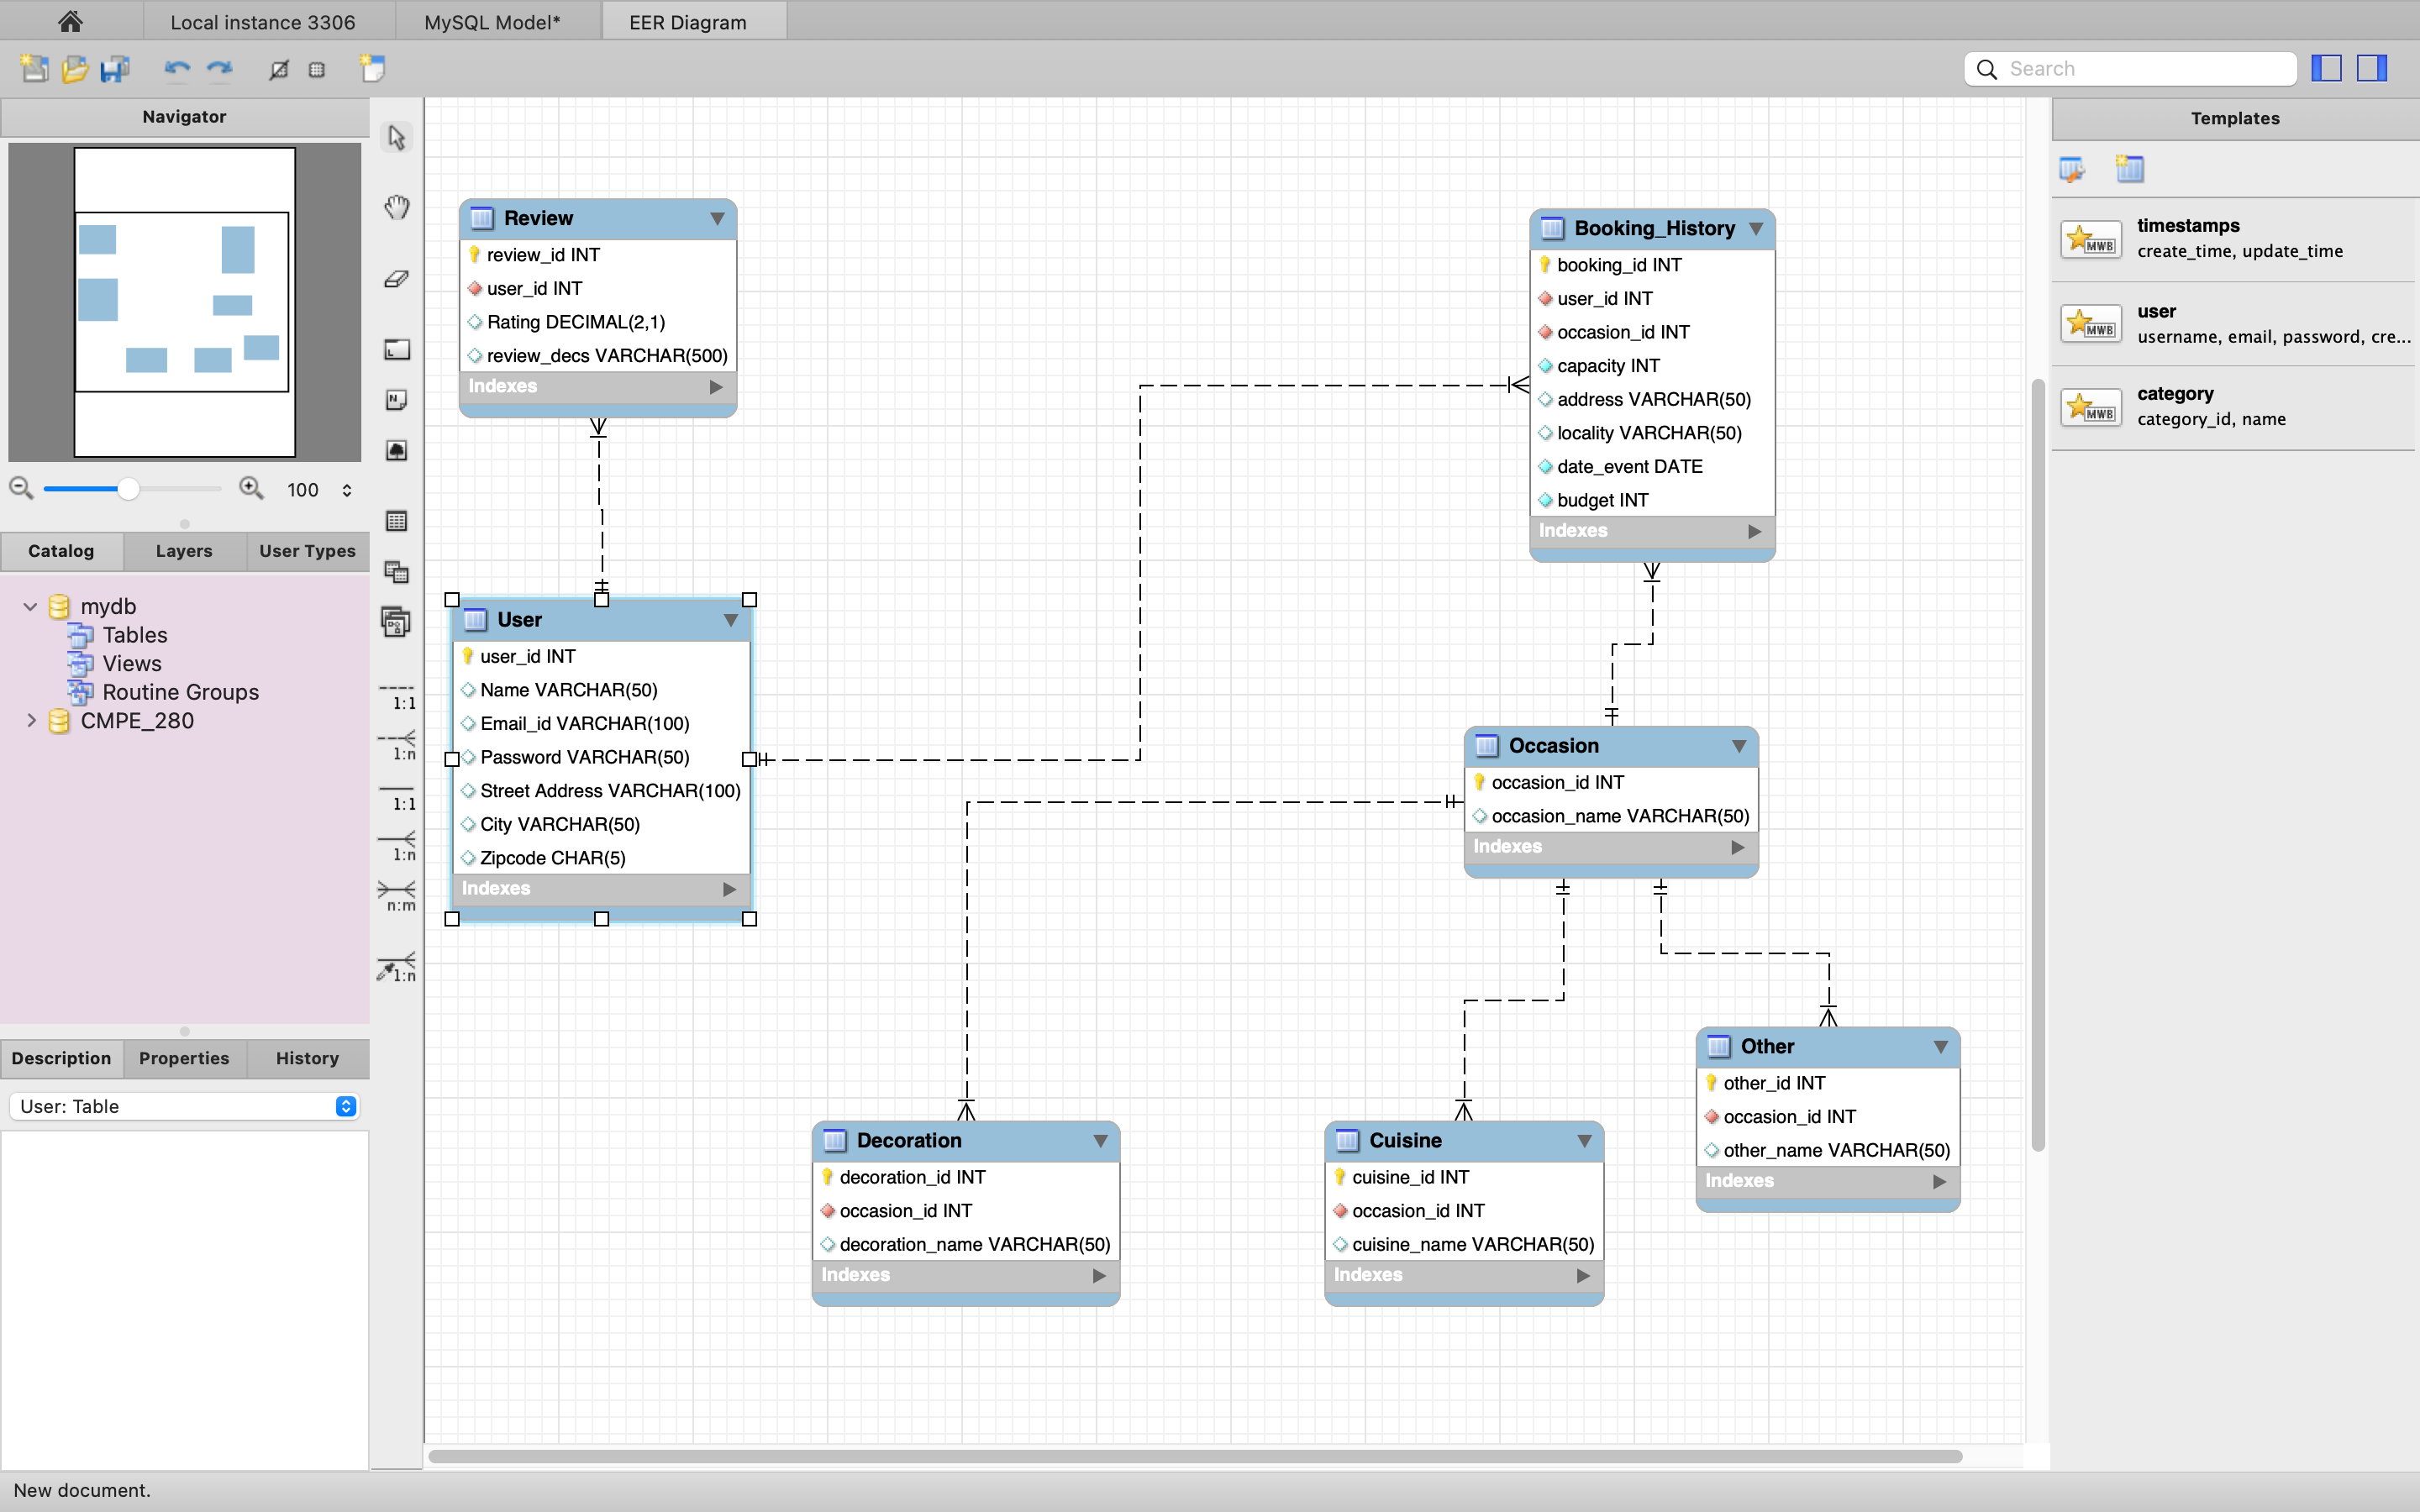 Local instance 3306
MySQL Model*
EER Diagram
Search
Navigator
100
Catalog
Layers
User Types
mydb
Tables
Views
Routine Groups
CMPE_280
Description
Properties
History
User: Table
New document.
N
1:1
1:n
1:1
1:n
n:m
1:n
Review
review_id INT
user_id INT
Rating DECIMAL(2,1)
review_decs VARCHAR(500)
Indexes
User
user_id INT
Name VARCHAR(50)
Email_id VARCHAR(100)
Password VARCHAR(50)
Street Address VARCHAR(100)
City VARCHAR(50)
Zipcode CHAR(5)
Indexes
Booking_History
booking_id INT
user_id INT
occasion_id INT
capacity INT
address VARCHAR(50)
locality VARCHAR(50)
date_event DATE
budget INT
Indexes
Occasion
occasion_id INT
occasion_name VARCHAR(50)
Indexes
Decoration
decoration_id INT
occasion_id INT
decoration_name VARCHAR(50)
Indexes
Cuisine
cuisine_id INT
occasion_id INT
cuisine_name VARCHAR(50)
Indexes
Other
other_id INT
occasion_id INT
other_name VARCHAR(50)
Indexes
Templates
MWB
timestamps
create_time, update_time
MWB
user
username, email, password, cre...
MWB
category
category_id, name